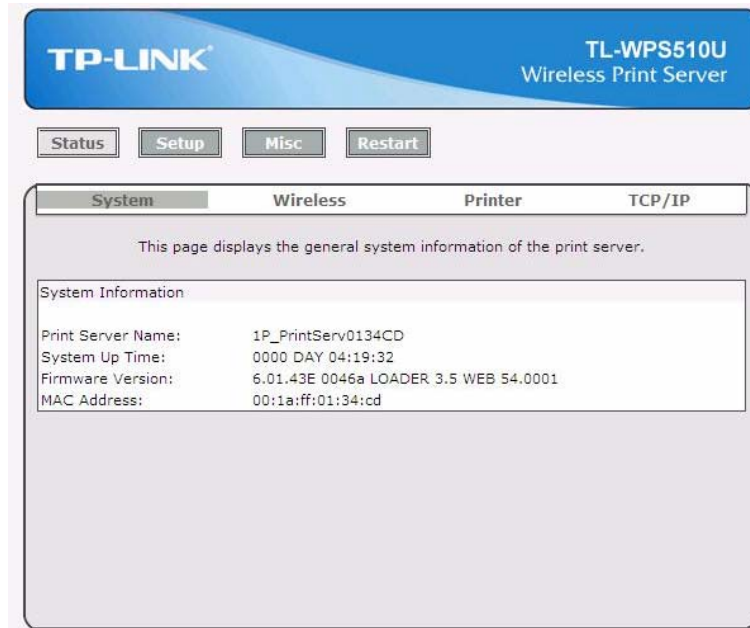 TP-LINK
TL-WPS510U
Wireless Print Server
Status Setup Misc Restart
System Wireless Printer TCP/IP
This page displays the general system information of the print server.
System Information
Print Server Name: 1P_PrintServ0134CD
System Up Time: 0000 DAY 04:19:32
Firmware Version: 6.01.43E 0046a LOADER 3.5 WEB 54.0001
MAC Address: 00:1a:ff:01:34:cd